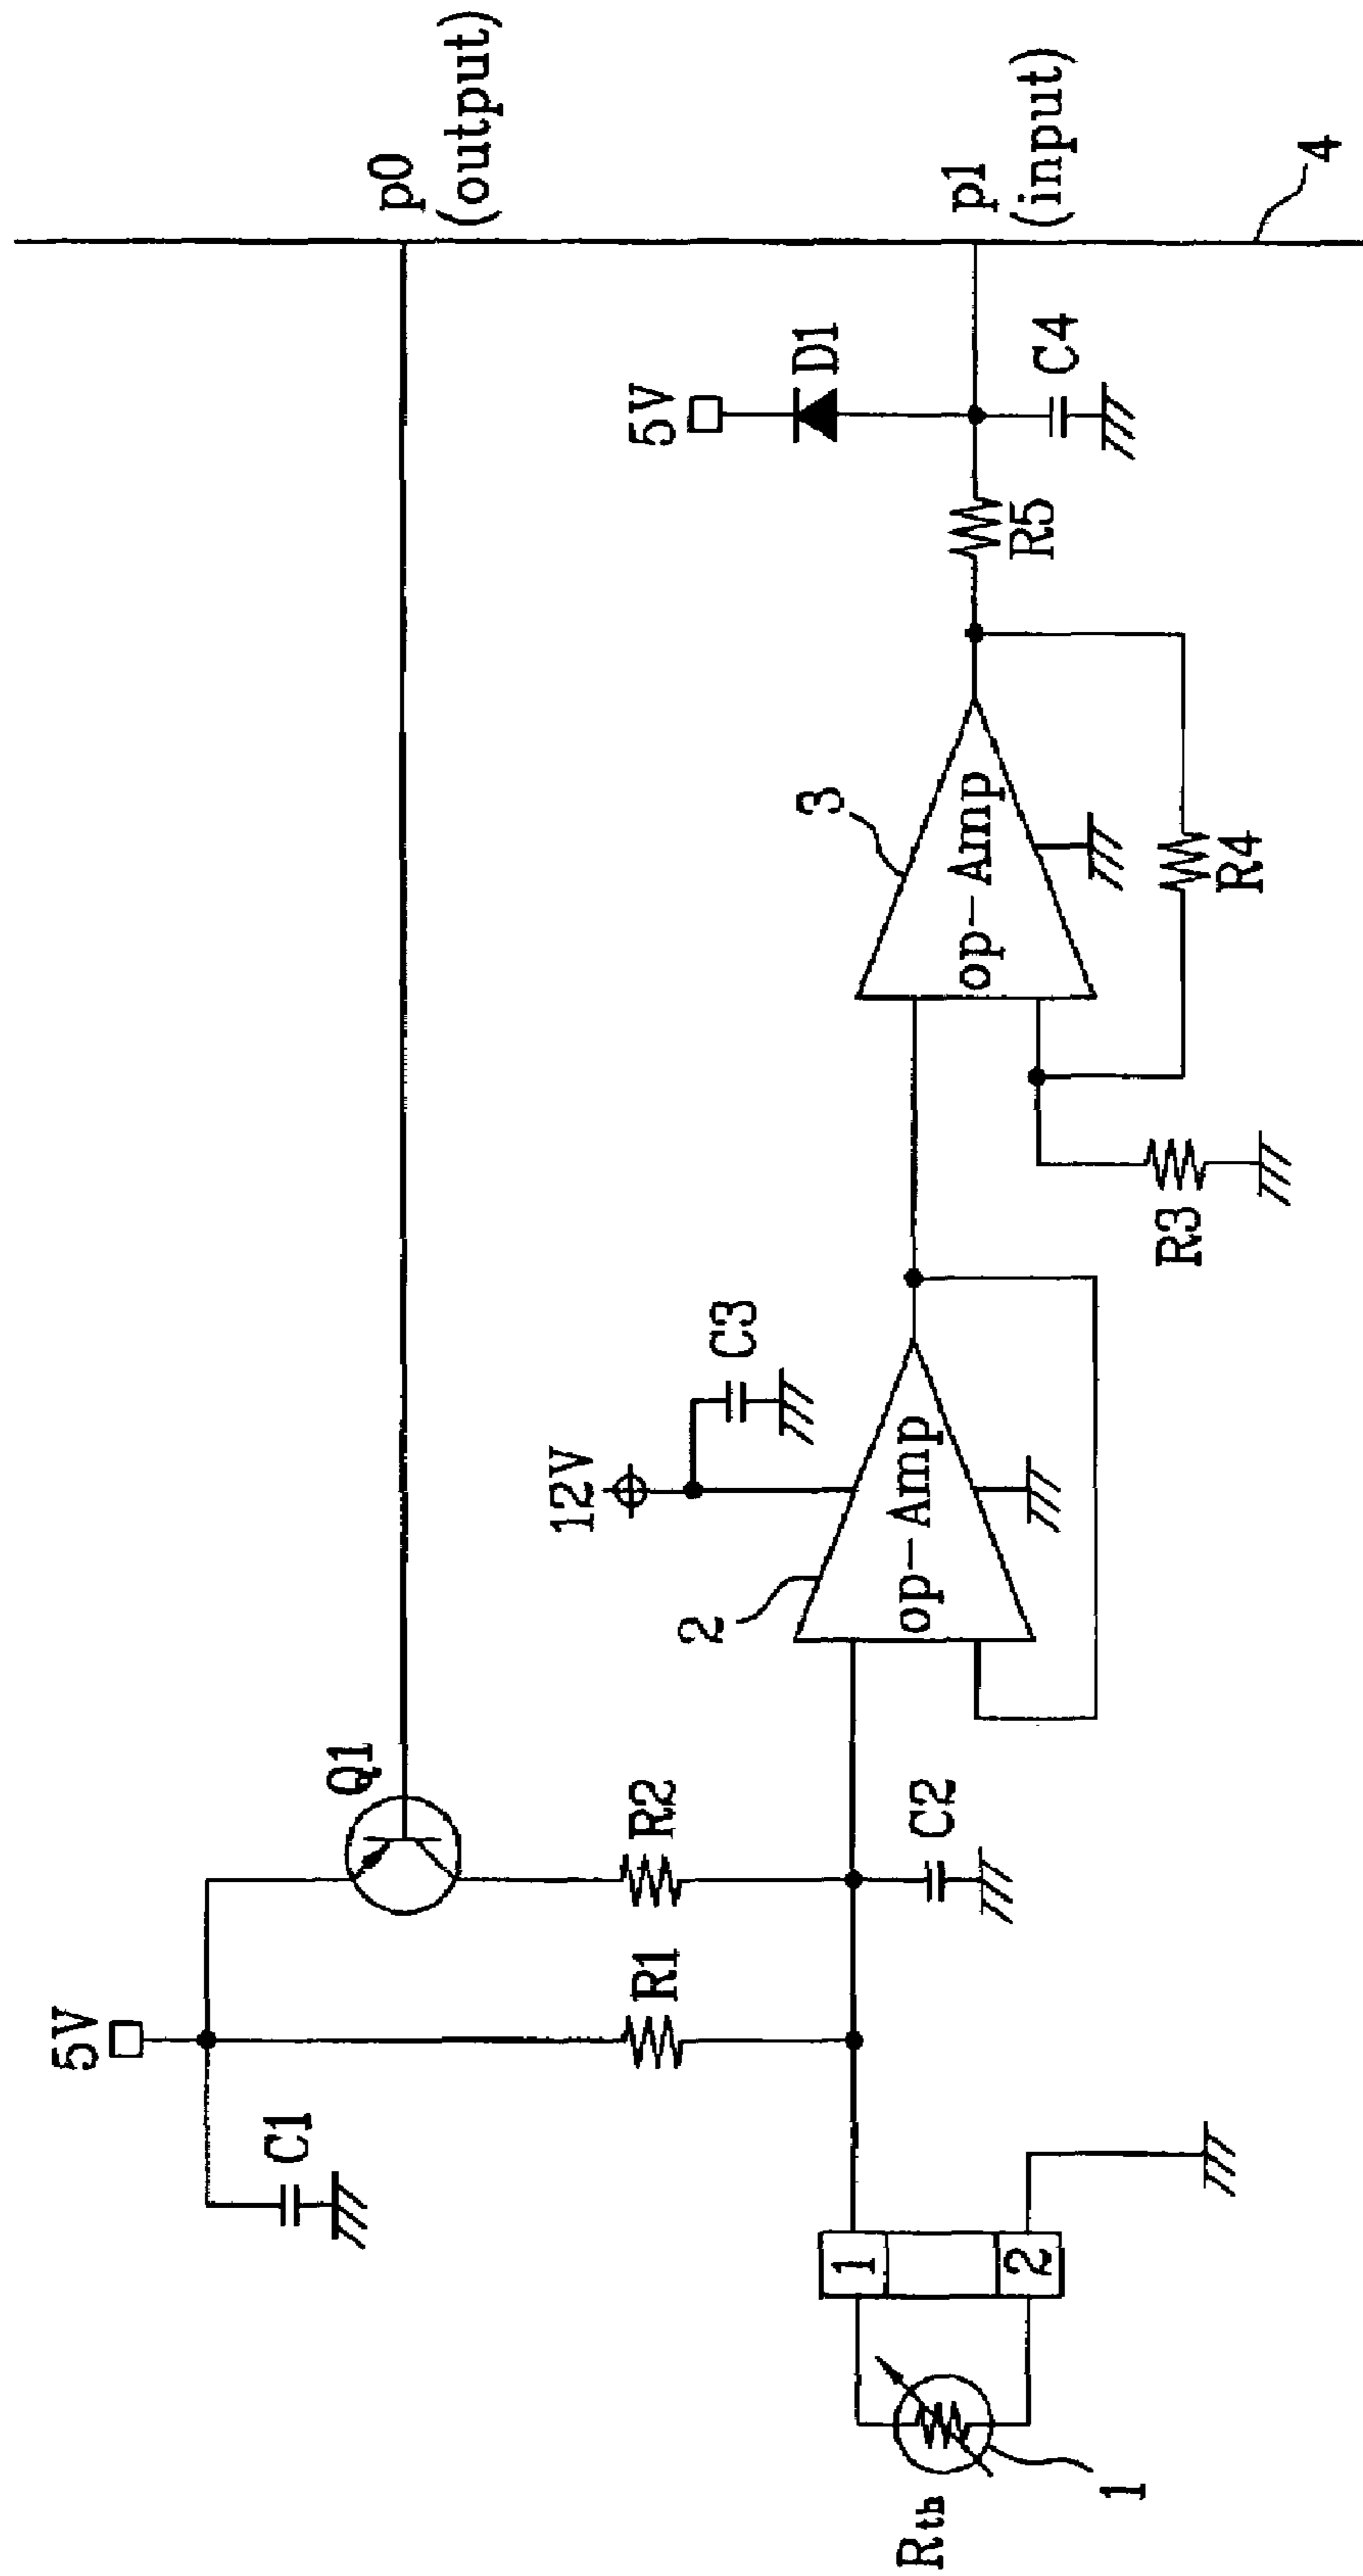 5V
C1
R1
Q1
R2
C2
Rth
1
1
2
2
op-Amp
12V
C3
3
op-Amp
R3
R4
R5
5V
D1
C4
p0
(output)
p1
(input)
4